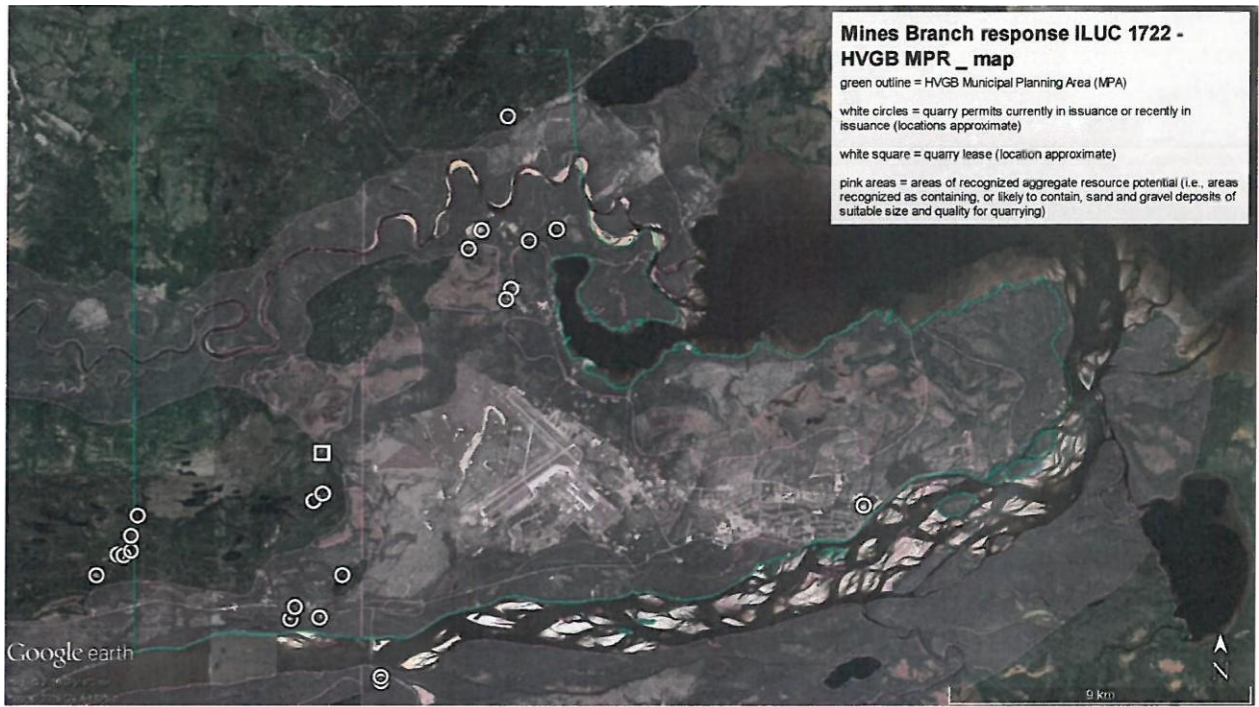 Mines Branch response ILUC 1722 -
HVGB MPR _ map
green outline = HVGB Municipal Planning Area (MPA)
white circles = quarry permits currently in issuance or recently in
issuance (locations approximate)
white square = quarry lease (location approximate)
pink areas = areas of recognized aggregate resource potential (i.e., areas
recognized as containing, or likely to contain, sand and gravel deposits of
suitable size and quality for quarrying)
Google earth
N
9 km